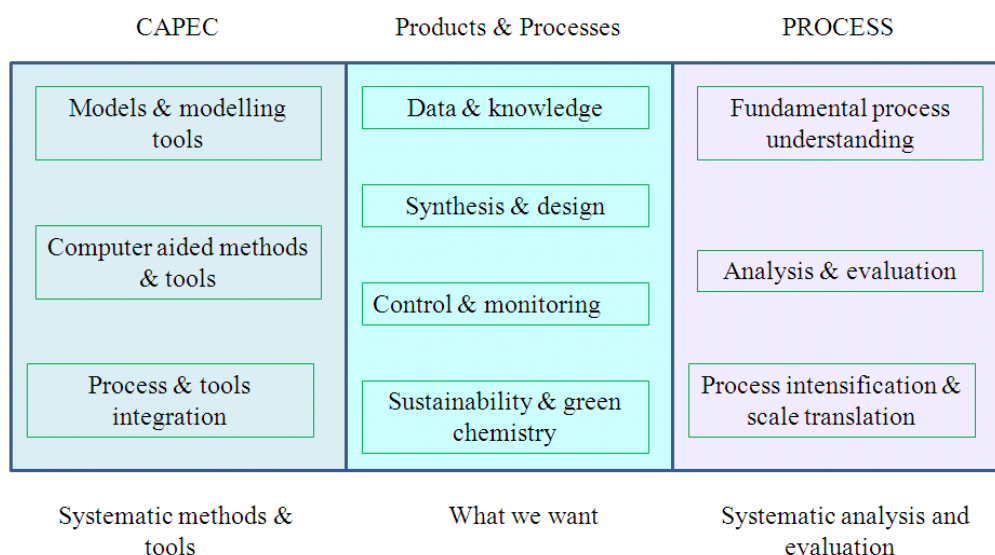 CAPEC
Products & Processes
PROCESS
Models & modelling
tools
Computer aided methods
& tools
Process & tools
integration
Data & knowledge
Synthesis & design
Control & monitoring
Sustainability & green
chemistry
Fundamental process
understanding
Analysis & evaluation
Process intensification &
scale translation
Systematic methods &
tools
What we want
Systematic analysis and
evaluation